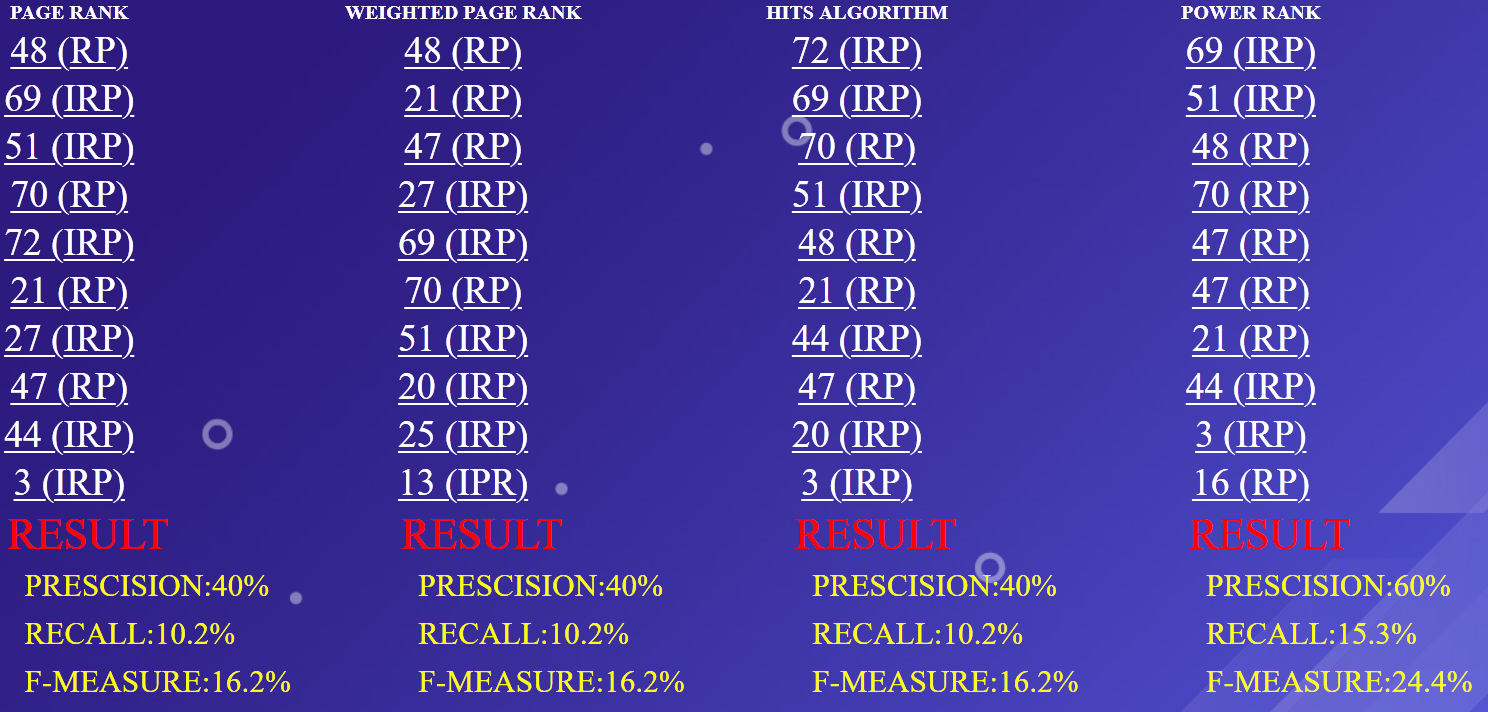 PAGE RANK WEIGHTED PAGE RANK HITS ALGORITHM POWER RANK
48 (RP) 48 (RP) 72 (IRP) 69 (IRP)
69 (IRP) 21 (RP) 69 (IRP) 51 (IRP)
51 (IRP) 47 (RP) 70 (RP) 48 (RP)
70 (RP) 27 (IRP) 51 (IRP) 70 (RP)
72 (IRP) 69 (IRP) 48 (RP) 47 (RP)
21 (RP) 70 (RP) 21 (RP) 47 (RP)
27 (IRP) 51 (IRP) 44 (IRP) 21 (RP)
47 (RP) 20 (IRP) 47 (RP) 44 (IRP)
44 (IRP) 25 (IRP) 20 (IRP) 3 (IRP)
3 (IRP) 13 (IPR) 3 (IRP) 16 (RP)
RESULT RESULT RESULT RESULT
PRESCISION:40% PRESCISION:40% PRESCISION:40% PRESCISION:60%
RECALL:10.2% RECALL:10.2% RECALL:10.2% RECALL:15.3%
F-MEASURE:16.2% F-MEASURE:16.2% F-MEASURE:16.2% F-MEASURE:24.4%